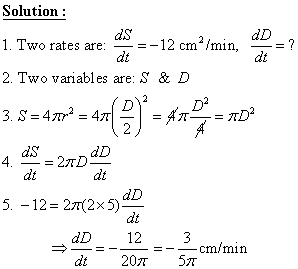 Solution :
1. Two rates are: dS/dt = −12 cm²/min, dD/dt = ?
2. Two variables are: S & D
3. S = 4πr² = 4π(D/2)² = 4π D²/4 = πD²
4. dS/dt = 2πD dD/dt
5. −12 = 2π(2×5) dD/dt
⇒ dD/dt = −12/20π = −3/5π cm/min